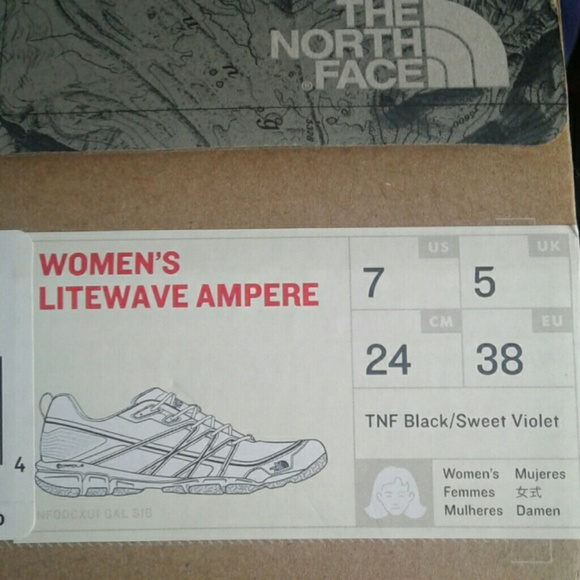 THE
NORTH
FACE
WOMEN'S
LITEWAVE AMPERE
US
7
UK
5
CM
24
EU
38
TNF Black/Sweet Violet
4
Women's Mujeres
Femmes 女式
Mulheres Damen